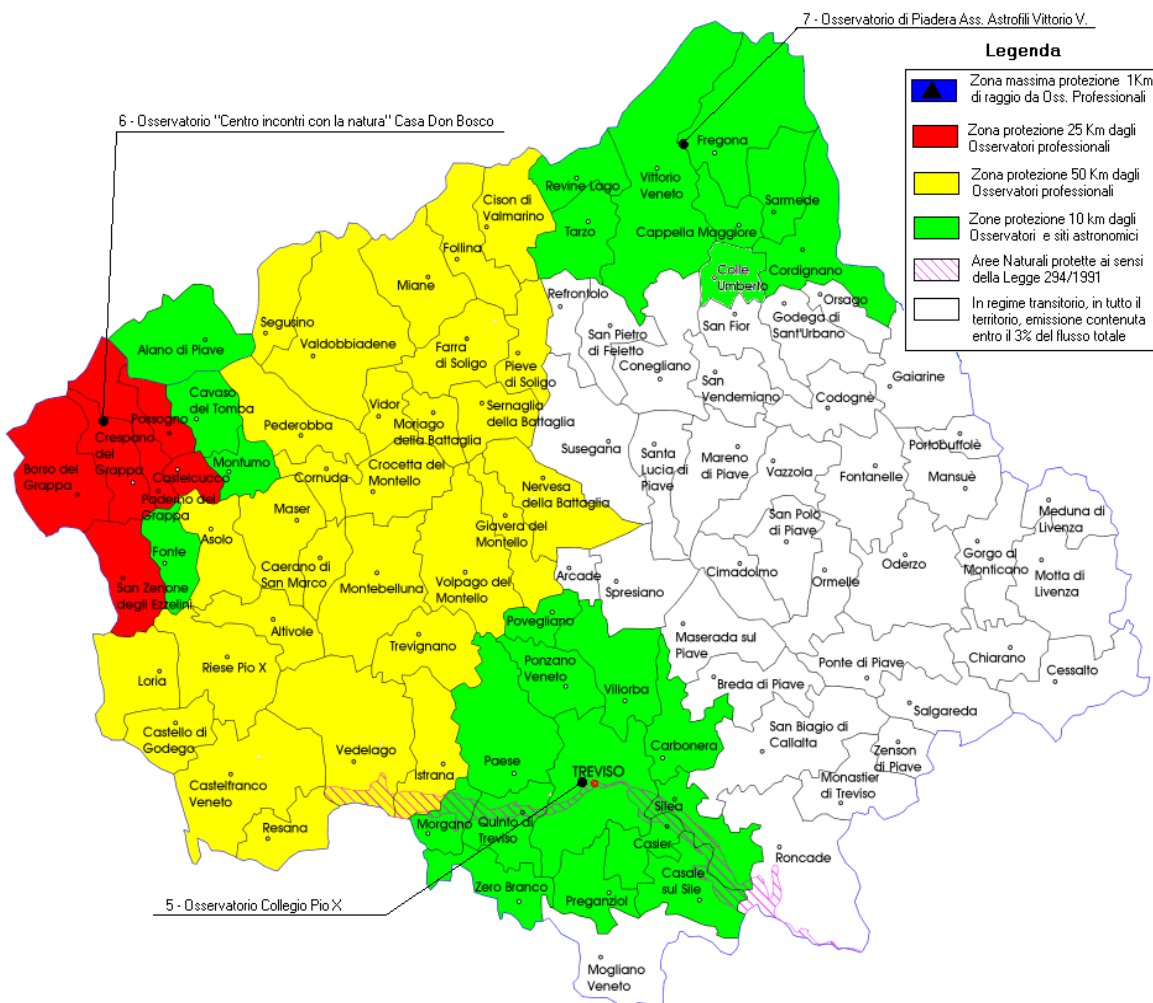 7 - Osservatorio di Piadera Ass. Astrofili Vittorio V.
Legenda
Zona massima protezione 1Km
di raggio da Oss. Professionali
Zona protezione 25 Km dagli
Osservatori professionali
Zona protezione 50 Km dagli
Osservatori professionali
Zone protezione 10 km dagli
Osservatori e siti astronomici
Aree Naturali protette ai sensi
della Legge 294/1991
In regime transitorio, in tutto il
territorio, emissione contenuta
entro il 3% del flusso totale
6 - Osservatorio "Centro incontri con la natura" Casa Don Bosco
Fregona
Vittorio
Veneto
Revine Lago
Sarmede
Tarzo
Cappella Maggiore
Cordignano
Colle
Umberto
Orsago
Cison di
Valmarino
Follina
Miane
Segusino
Valdobbiadene
Farra
di Soligo
Pieve
di Soligo
Refrontolo
San Pietro
di Feletto
Conegliano
San Fior
Godega di
Sant'Urbano
San
Vendemiano
Codognè
Gaiarine
Alano di Piave
Cavaso
del Tomba
Possogno
Crespano
del
Grappa
Borso del
Grappa
Castelcucco
Paderno del
Grappa
Monfumo
Pederobba
Vidor
Moriago
della Battaglia
Sernaglia
della Battaglia
Susegana
Santa
Lucia di
Piave
Mareno
di Piave
Vazzola
Fontanelle
Portobuffolè
Mansuè
Cornuda
Crocetta del
Montello
Nervesa
della Battaglia
Maser
Asolo
Fonte
Giavera del
Montello
San Polo
di Piave
Meduna di
Livenza
Gorgo al
Monticano
Motta di
Livenza
Oderzo
Ormelle
Cimadolmo
San Zenone
degli Ezzelini
Caerano di
San Marco
Montebelluna
Volpago del
Montello
Arcade
Spresiano
Altivole
Trevignano
Povegliano
Maserada sul
Piave
Loria
Riese Pio X
Ponzano
Veneto
Villorba
Breda di Piave
Ponte di Piave
Chiarano
Cessalto
Castello di
Godego
Vedelago
Istrana
Paese
Carbonera
San Biagio di
Callalta
Salgareda
Zenson
di Piave
Castelfranco
Veneto
TREVISO
Monastier
di Treviso
Resana
Morgano
Quinto di
Treviso
Silea
Casier
Roncade
Casale
sul Sile
Zero Branco
Preganziol
5 - Osservatorio Collegio Pio X
Mogliano
Veneto